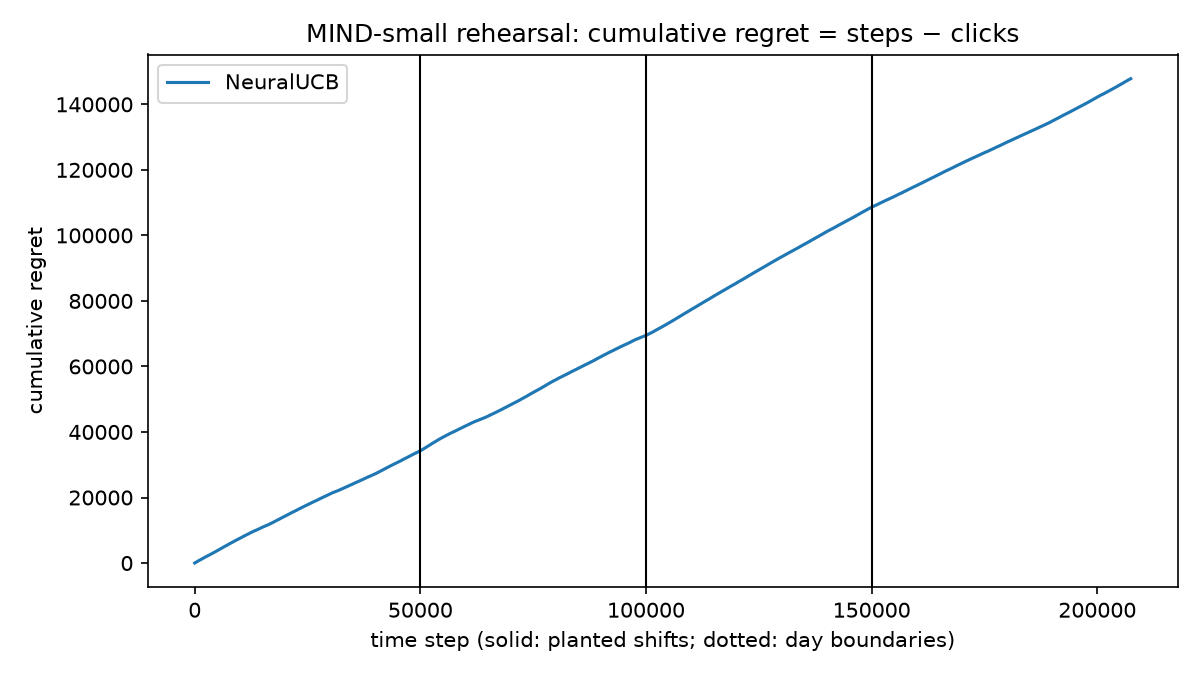 MIND-small rehearsal: cumulative regret = steps − clicks
NeuralUCB
140000
120000
100000
80000
60000
40000
20000
0
cumulative regret
0 50000 100000 150000 200000
time step (solid: planted shifts; dotted: day boundaries)